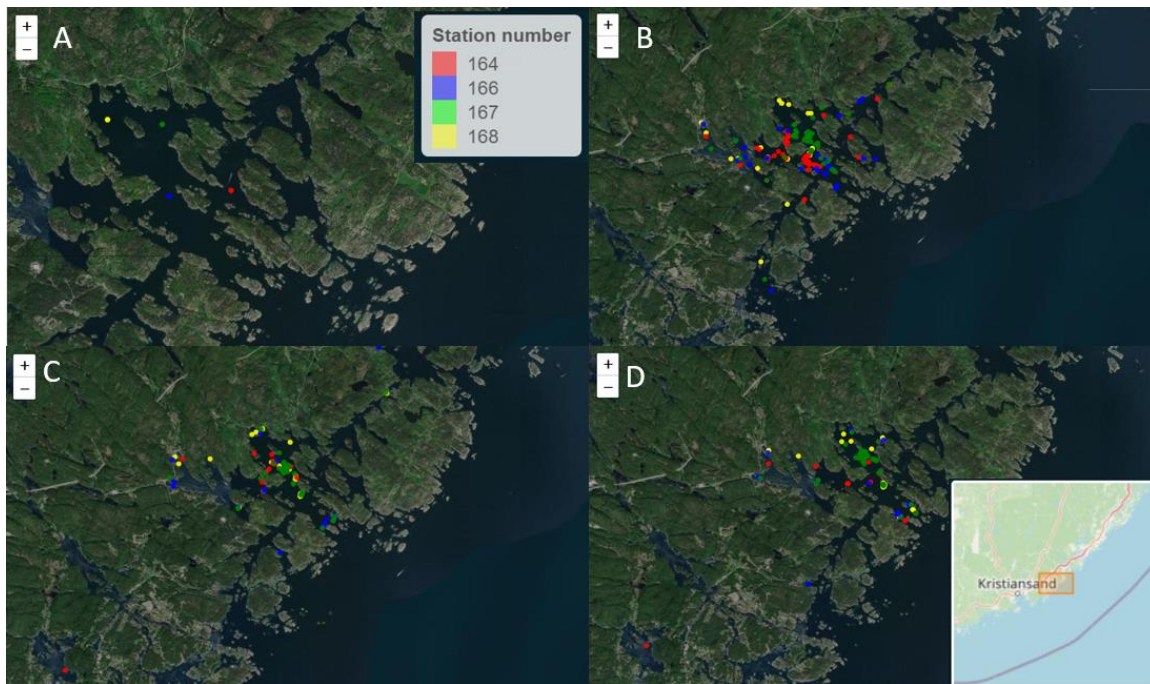 +
−
A
Station number
164
166
167
168
+
−
B
+
−
C
+
−
D
Kristiansand